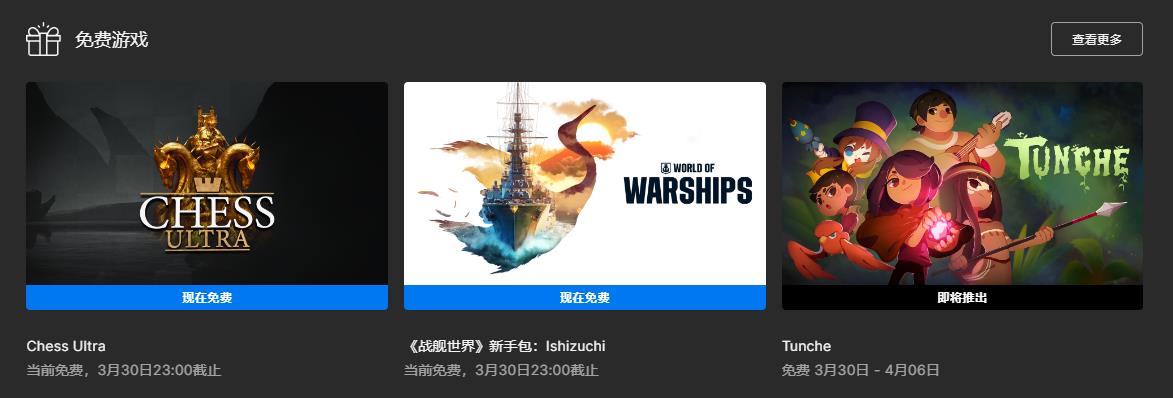 免费游戏
查看更多
CHESS
ULTRA
WORLD OF
WARSHIPS
TUNCHE
现在免费
现在免费
即将推出
Chess Ultra
《战舰世界》新手包：Ishizuchi
Tunche
当前免费，3月30日23:00截止
当前免费，3月30日23:00截止
免费 3月30日 - 4月06日